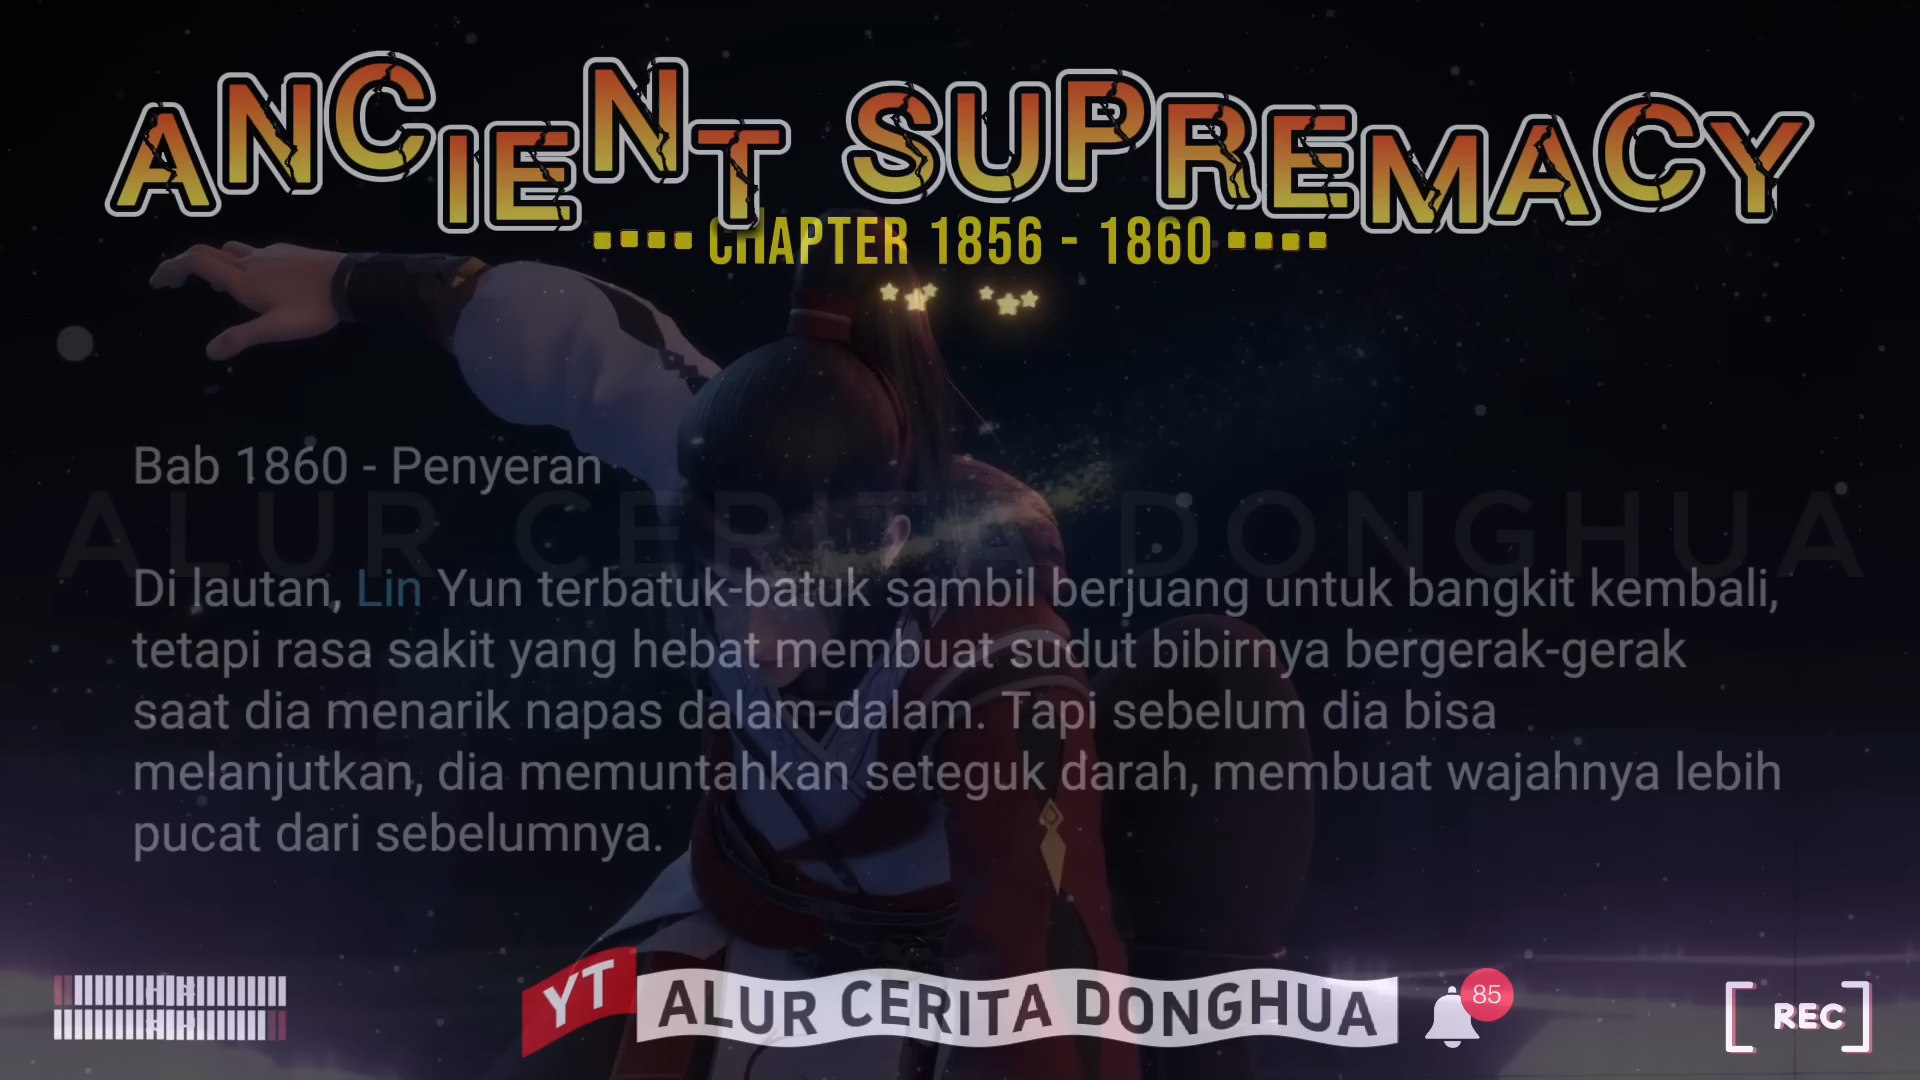 ANCIENT SUPREMACY
CHAPTER 1856 - 1860
Bab 1860 - Penyeran
ALUR CERITA DONGHUA
Di lautan, Lin Yun terbatuk-batuk sambil berjuang untuk bangkit kembali,
tetapi rasa sakit yang hebat membuat sudut bibirnya bergerak-gerak
saat dia menarik napas dalam-dalam. Tapi sebelum dia bisa
melanjutkan, dia memuntahkan seteguk darah, membuat wajahnya lebih
pucat dari sebelumnya.
YT ALUR CERITA DONGHUA 85
REC